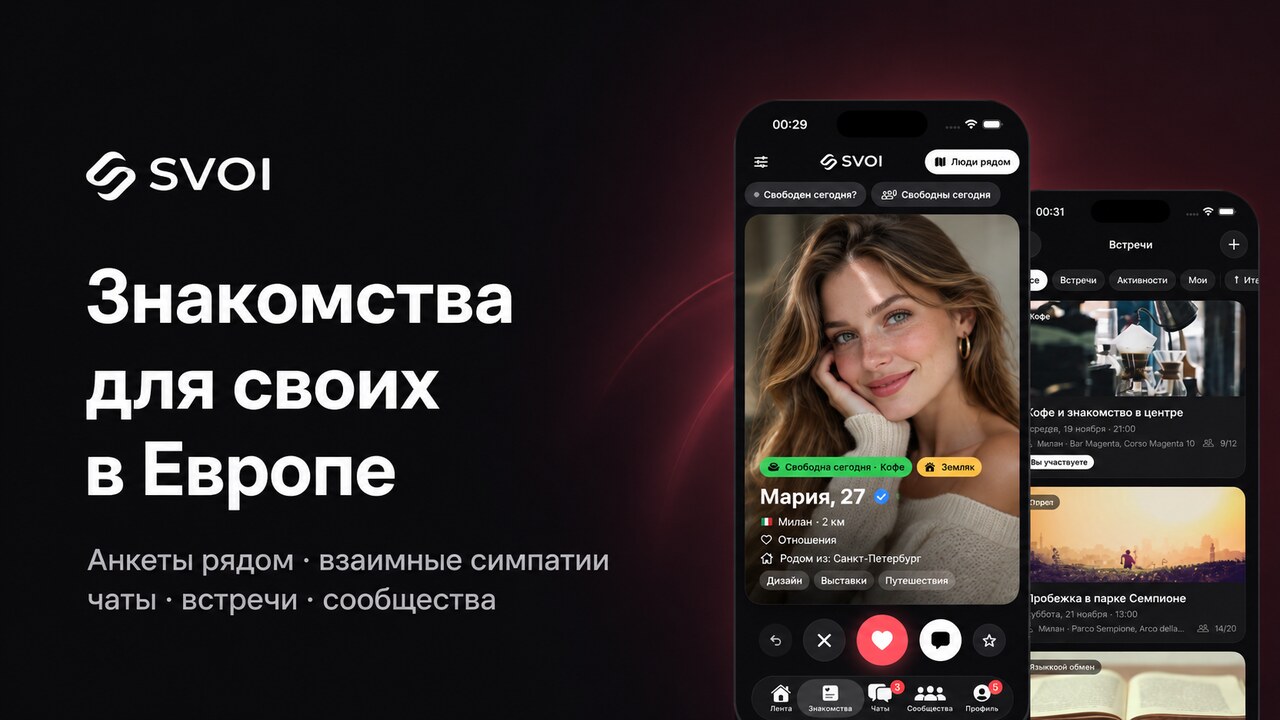 SVOI
Знакомства
для своих
в Европе
Анкеты рядом · взаимные симпатии
чаты · встречи · сообщества
00:29
SVOI
Люди рядом
Свободен сегодня?
Свободны сегодня
Свободна сегодня · Кофе
Земляк
Мария, 27
Милан · 2 км
Отношения
Родом из: Санкт-Петербург
Дизайн
Выставки
Путешествия
Лента
Знакомства
3
Чаты
Сообщества
5
Профиль
00:31
Встречи
се
Встречи
Активности
Мои
Ите
Кофе
Кофе и знакомство в центре
среда, 19 ноября · 21:00
Милан · Bar Magenta, Corso Magenta 10
9/12
Вы участвуете
Пробежка в парке Семпионе
суббота, 21 ноября · 13:00
Милан · Parco Sempione, Arco della...
14/20
обмен